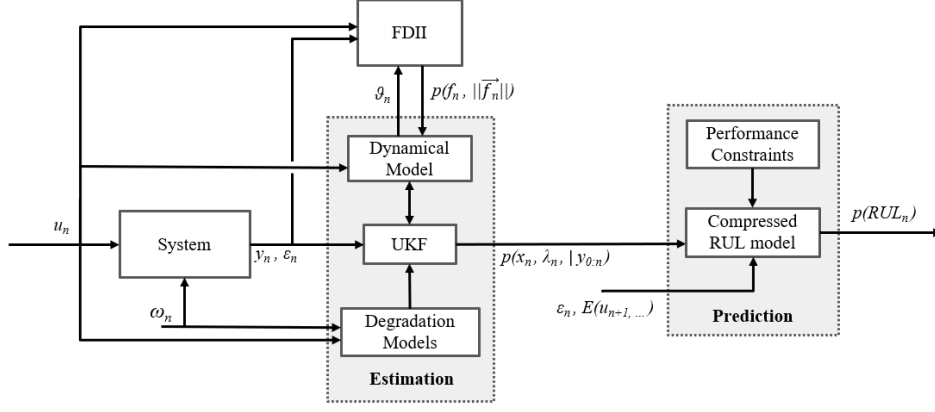 FDII
ϑₙ
p(fₙ , ||f⃗ₙ||)
Dynamical
Model
Performance
Constraints
uₙ
System
yₙ , εₙ
UKF
p(xₙ, λₙ, | y₀:ₙ)
Compressed
RUL model
p(RULₙ)
ωₙ
Degradation
Models
Estimation
εₙ, E(uₙ₊₁, ...)
Prediction